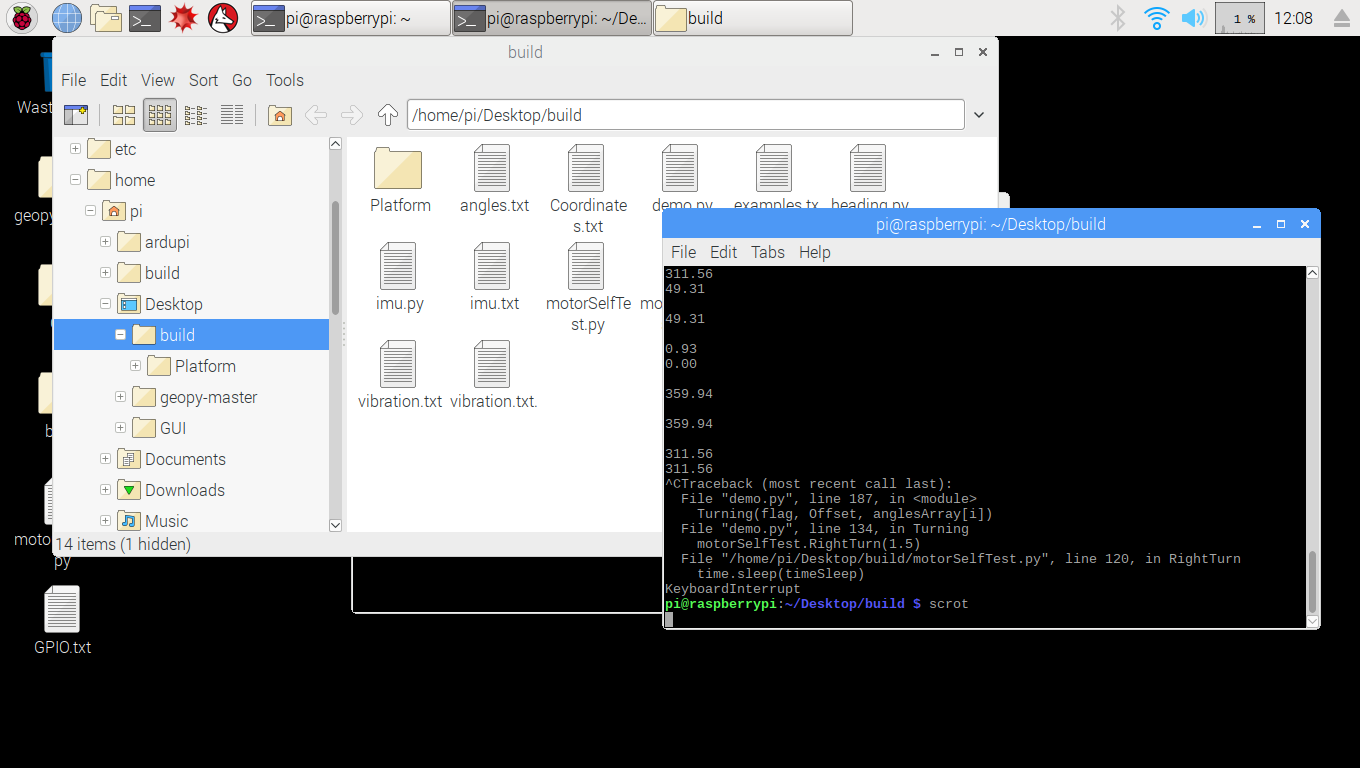 pi@raspberrypi: ~
pi@raspberrypi: ~/De...
build
1 %
12:08
build
File Edit View Sort Go Tools
/home/pi/Desktop/build
etc
home
pi
ardupi
build
Desktop
build
Platform
geopy-master
GUI
Documents
Downloads
Music
Platform
angles.txt
Coordinate
s.txt
demo.py
examples.tx
heading.py
imu.py
imu.txt
motorSelfTe
st.py
mo
vibration.txt
vibration.txt.
14 items (1 hidden)
Wast
geopy
b
moto
py
GPIO.txt
pi@raspberrypi: ~/Desktop/build
File Edit Tabs Help
311.56
49.31
49.31
0.93
0.00
359.94
359.94
311.56
311.56
^CTraceback (most recent call last):
File "demo.py", line 187, in <module>
Turning(flag, Offset, anglesArray[i])
File "demo.py", line 134, in Turning
motorSelfTest.RightTurn(1.5)
File "/home/pi/Desktop/build/motorSelfTest.py", line 120, in RightTurn
time.sleep(timeSleep)
KeyboardInterrupt
pi@raspberrypi:~/Desktop/build $ scrot